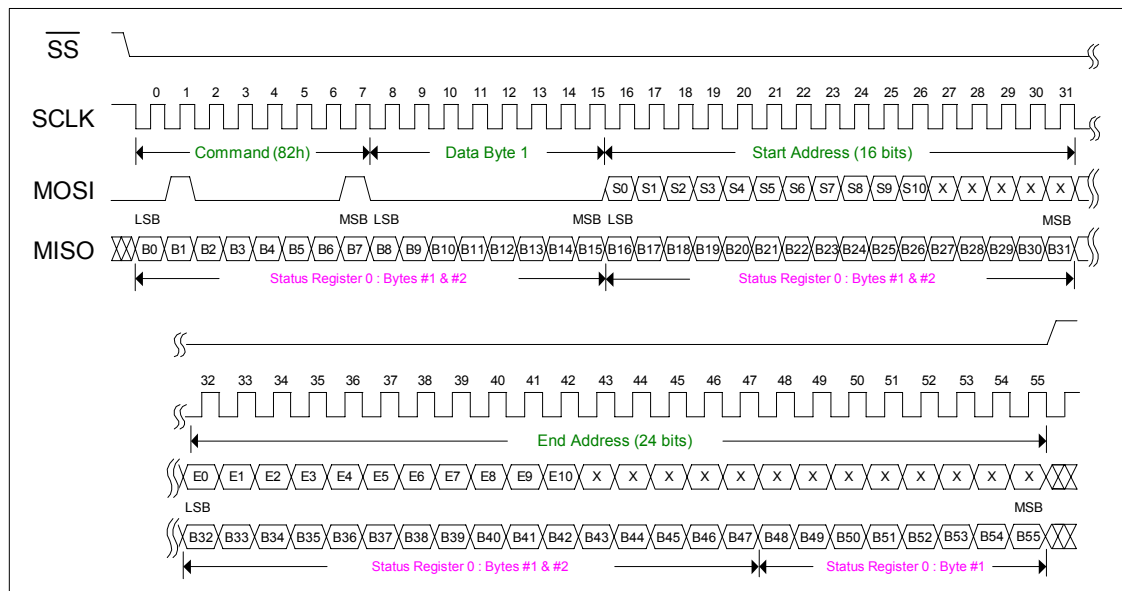 SS
0 1 2 3 4 5 6 7 8 9 10 11 12 13 14 15 16 17 18 19 20 21 22 23 24 25 26 27 28 29 30 31
SCLK
Command (82h) Data Byte 1 Start Address (16 bits)
MOSI S0 S1 S2 S3 S4 S5 S6 S7 S8 S9 S10 X X X X X
LSB MSB LSB MSB LSB MSB
MISO B0 B1 B2 B3 B4 B5 B6 B7 B8 B9 B10 B11 B12 B13 B14 B15 B16 B17 B18 B19 B20 B21 B22 B23 B24 B25 B26 B27 B28 B29 B30 B31
Status Register 0 : Bytes #1 & #2 Status Register 0 : Bytes #1 & #2
32 33 34 35 36 37 38 39 40 41 42 43 44 45 46 47 48 49 50 51 52 53 54 55
End Address (24 bits)
E0 E1 E2 E3 E4 E5 E6 E7 E8 E9 E10 X X X X X X X X X X X X X
LSB MSB
B32 B33 B34 B35 B36 B37 B38 B39 B40 B41 B42 B43 B44 B45 B46 B47 B48 B49 B50 B51 B52 B53 B54 B55
Status Register 0 : Bytes #1 & #2 Status Register 0 : Byte #1